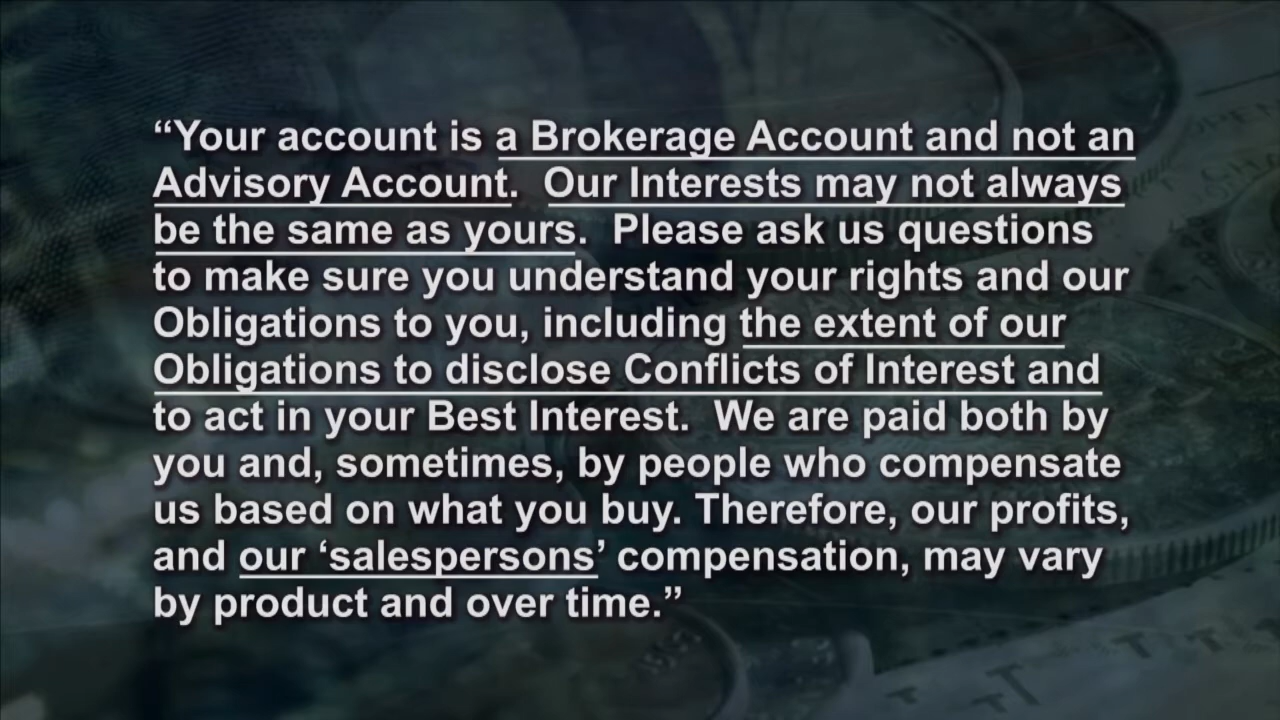 “Your account is a Brokerage Account and not an
Advisory Account.  Our Interests may not always
be the same as yours.  Please ask us questions
to make sure you understand your rights and our
Obligations to you, including the extent of our
Obligations to disclose Conflicts of Interest and
to act in your Best Interest.  We are paid both by
you and, sometimes, by people who compensate
us based on what you buy. Therefore, our profits,
and our ‘salespersons’ compensation, may vary
by product and over time.”